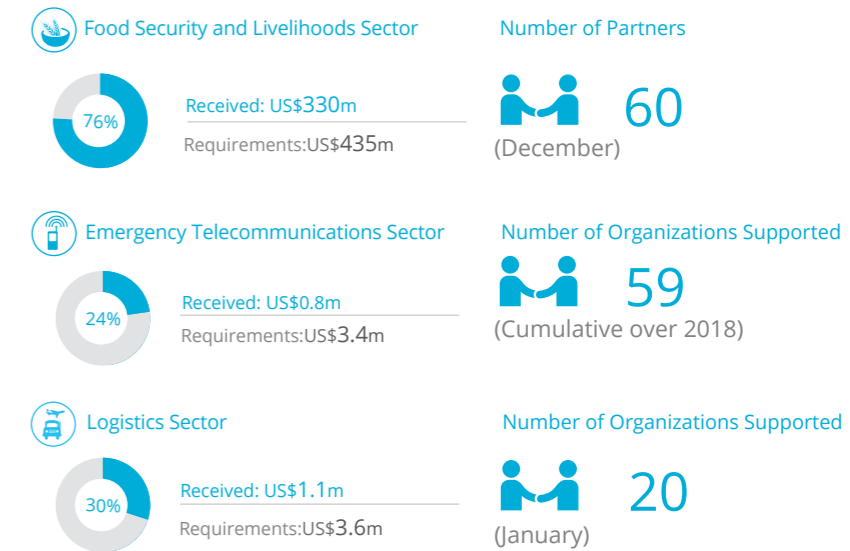 Food Security and Livelihoods Sector
Number of Partners
76%
Received: US$330m
Requirements:US$435m
60
(December)
Emergency Telecommunications Sector
Number of Organizations Supported
24%
Received: US$0.8m
Requirements:US$3.4m
59
(Cumulative over 2018)
Logistics Sector
Number of Organizations Supported
30%
Received: US$1.1m
Requirements:US$3.6m
20
(January)